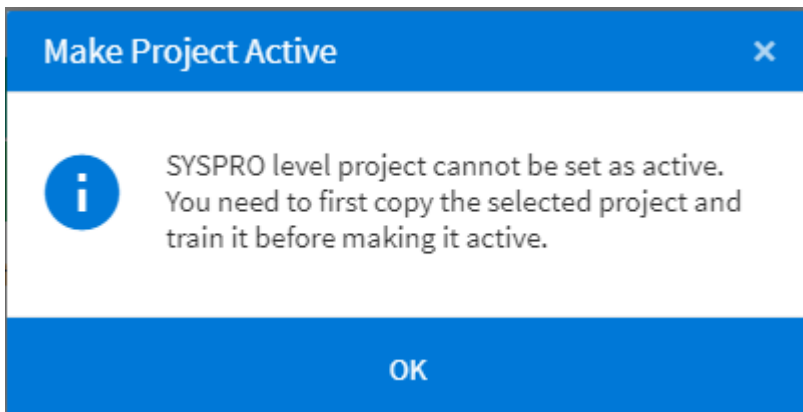 Make Project Active
SYSPRO level project cannot be set as active.
You need to first copy the selected project and
train it before making it active.
OK